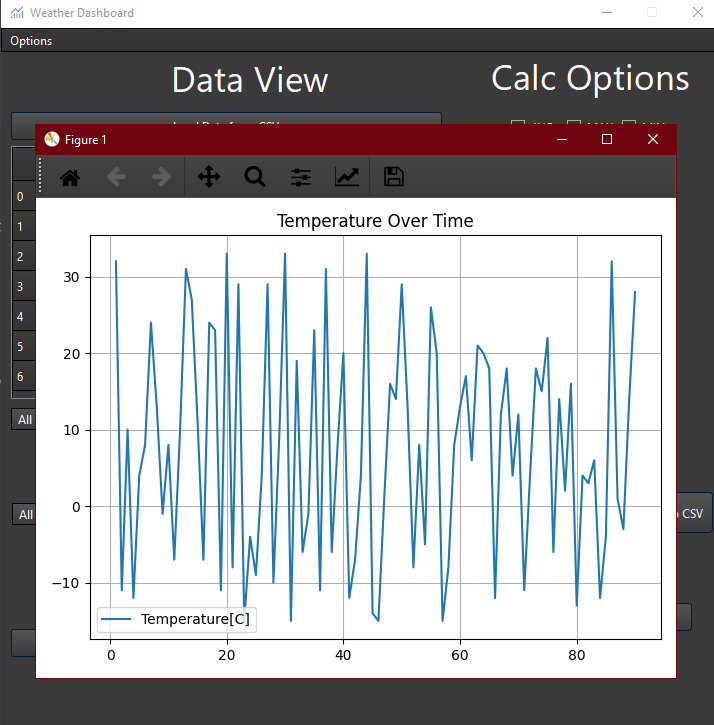 Weather Dashboard
Options
Data View
Calc Options
Figure 1
0
1
2
3
4
5
6
All
All
CSV
Temperature Over Time
30
20
10
0
−10
Temperature[C]
0 20 40 60 80